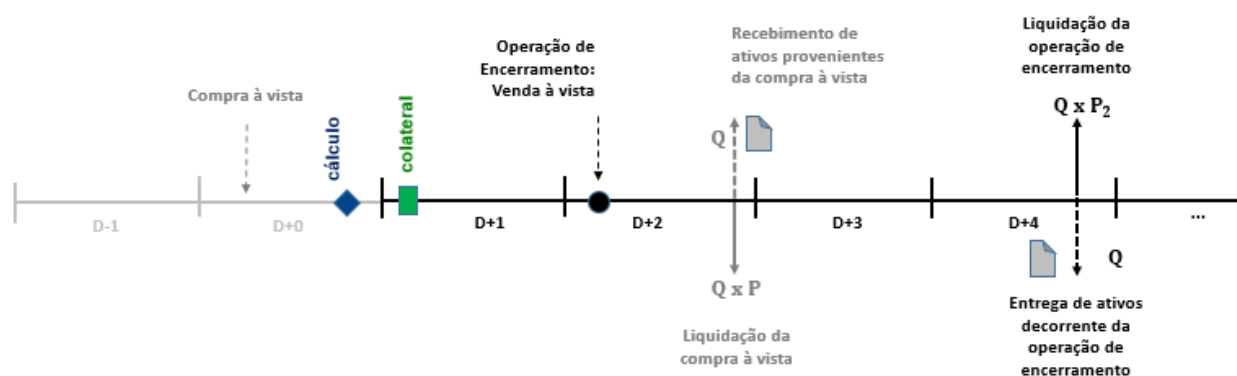 Compra à vista
cálculo
colateral
Operação de
Encerramento:
Venda à vista
Recebimento de
ativos provenientes
da compra à vista
Liquidação da
operação de
encerramento
Q
Q x P₂
D-1
D+0
D+1
D+2
D+3
D+4
...
Q x P
Q
Liquidação da
compra à vista
Entrega de ativos
decorrente da
operação de
encerramento